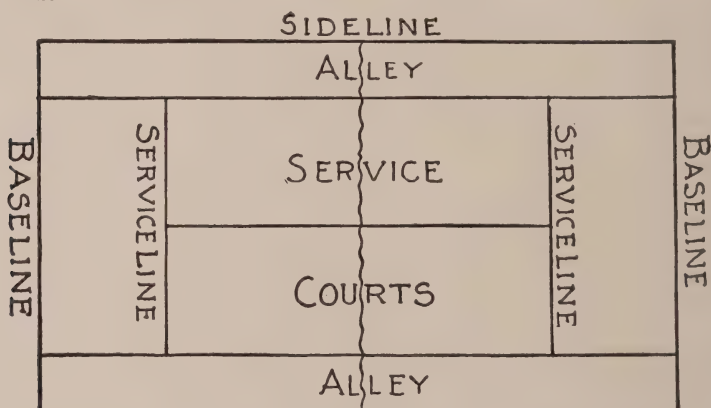 SIDELINE
ALLEY
BASELINE
SERVICELINE
SERVICE
SERVICELINE
BASELINE
COURTS
ALLEY